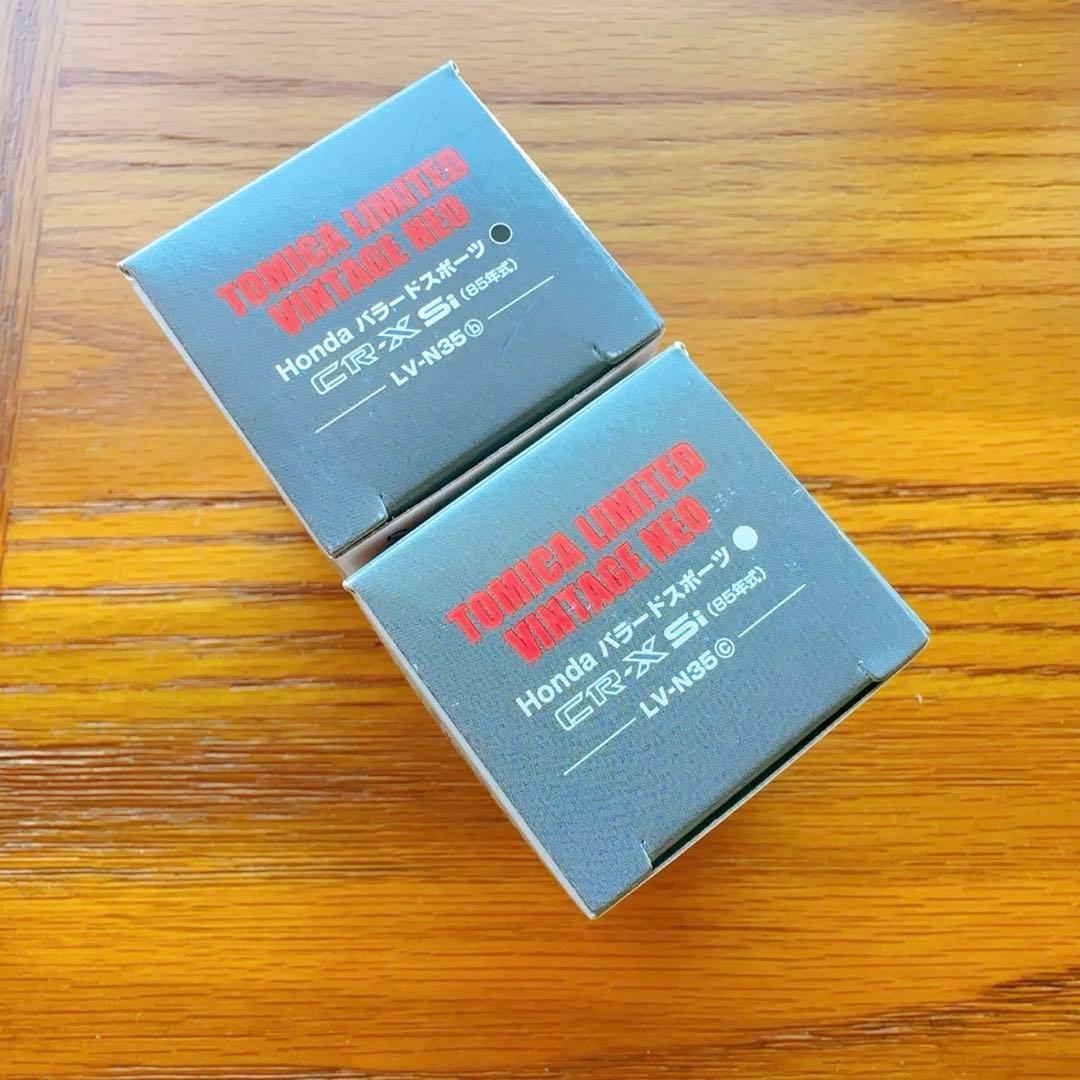 TOMICA LIMITED
VINTAGE NEO
Honda バラードスポーツ
CR-X Si (85年式)
LV-N35ⓑ
TOMICA LIMITED
VINTAGE NEO
Honda バラードスポーツ
CR-X Si (85年式)
LV-N35ⓒ